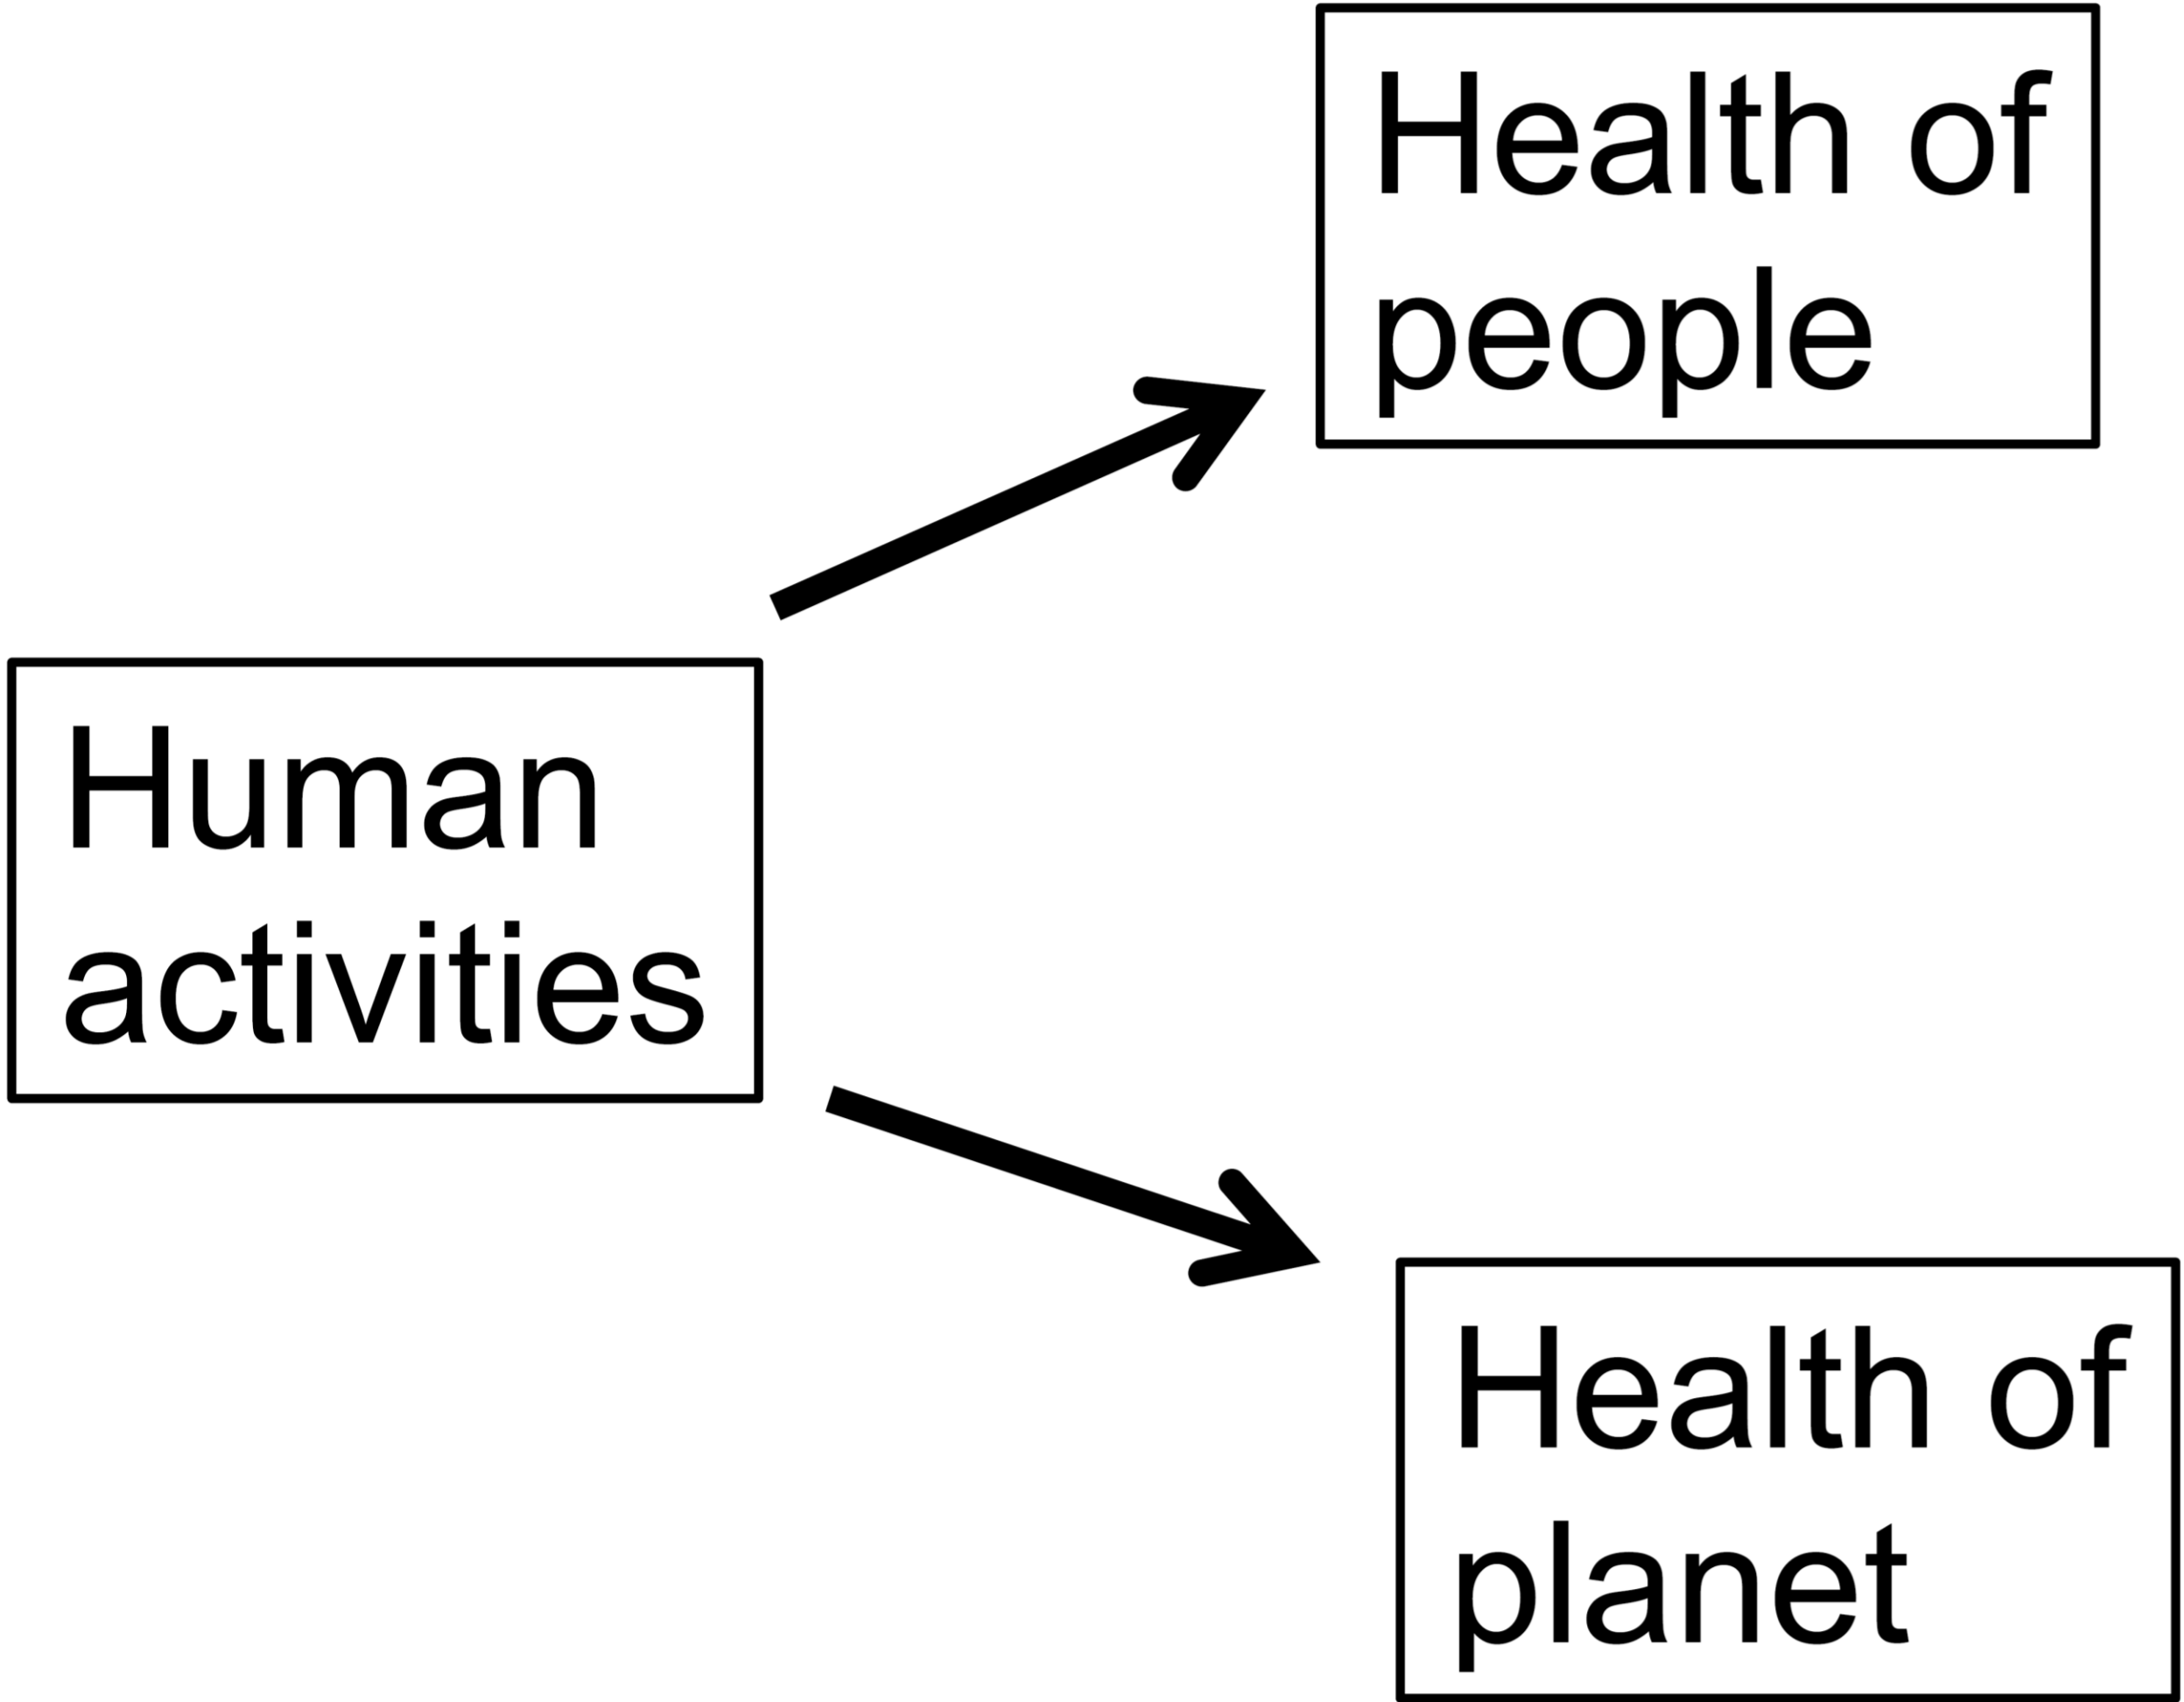 Health of
people
Human
activities
Health of
planet